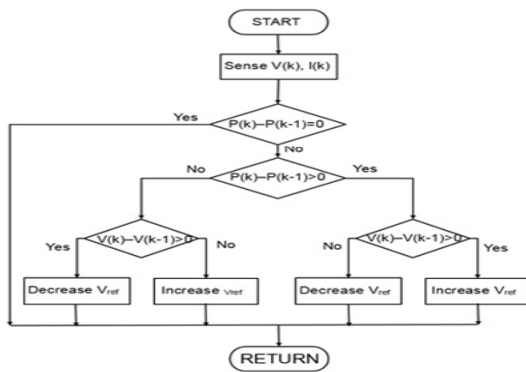 START
Sense V(k), I(k)
Yes
P(k)–P(k-1)=0
No
No
P(k)–P(k-1)>0
Yes
Yes
V(k)–V(k-1)>0
No
No
V(k)–V(k-1)>0
Yes
Decrease Vref
Increase Vref
Decrease Vref
Increase Vref
RETURN